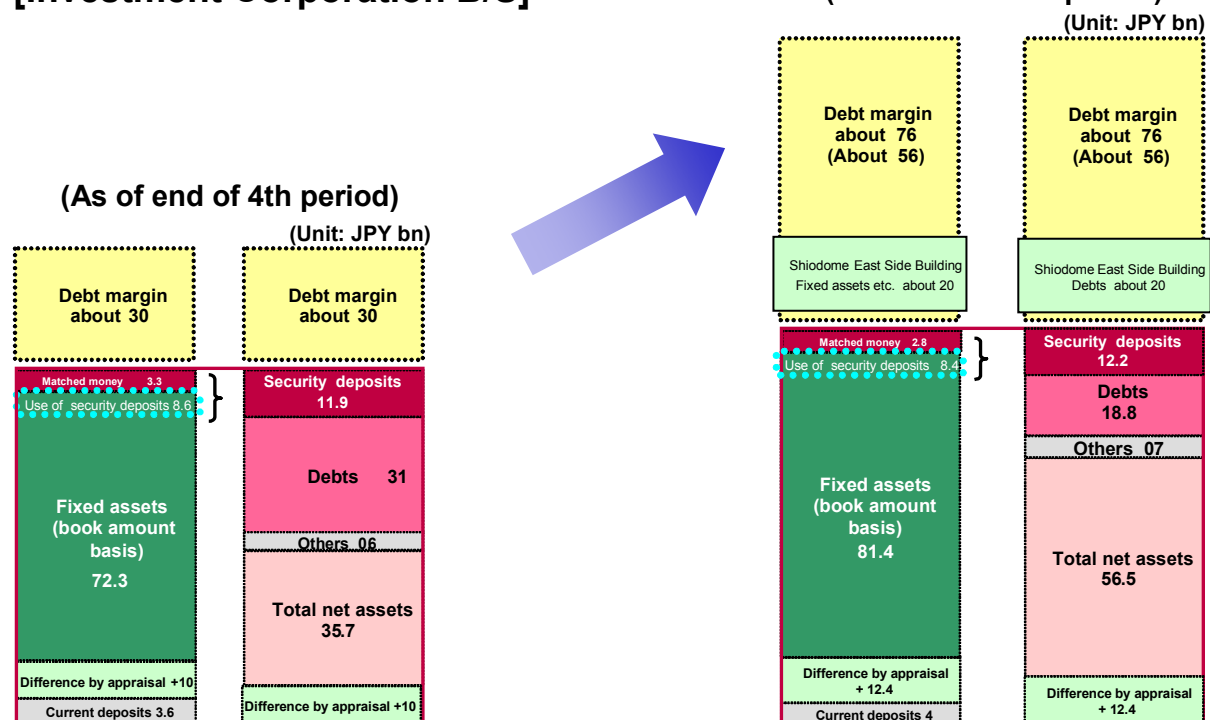 (Unit: JPY bn)
Debt margin
about 76
(About 56)
Debt margin
about 76
(About 56)
Shiodome East Side Building
Fixed assets etc. about 20
Shiodome East Side Building
Debts about 20
Matched money 2.8
Use of security deposits 8.4
Security deposits
12.2
Debts
18.8
Others 07
Fixed assets
(book amount
basis)
81.4
Total net assets
56.5
Difference by appraisal
+ 12.4
Difference by appraisal
+ 12.4
Current deposits 4
(As of end of 4th period)
(Unit: JPY bn)
Debt margin
about 30
Debt margin
about 30
Matched money 3.3
Use of security deposits 8.6
Security deposits
11.9
Debts 31
Others 06
Fixed assets
(book amount
basis)
72.3
Total net assets
35.7
Difference by appraisal +10
Difference by appraisal +10
Current deposits 3.6